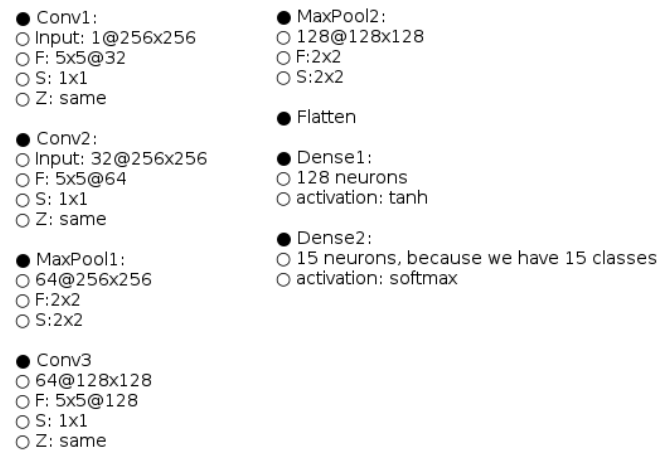 ● Conv1:
○ Input: 1@256x256
○ F: 5x5@32
○ S: 1x1
○ Z: same
● Conv2:
○ Input: 32@256x256
○ F: 5x5@64
○ S: 1x1
○ Z: same
● MaxPool1:
○ 64@256x256
○ F:2x2
○ S:2x2
● Conv3
○ 64@128x128
○ F: 5x5@128
○ S: 1x1
○ Z: same
● MaxPool2:
○ 128@128x128
○ F:2x2
○ S:2x2
● Flatten
● Dense1:
○ 128 neurons
○ activation: tanh
● Dense2:
○ 15 neurons, because we have 15 classes
○ activation: softmax